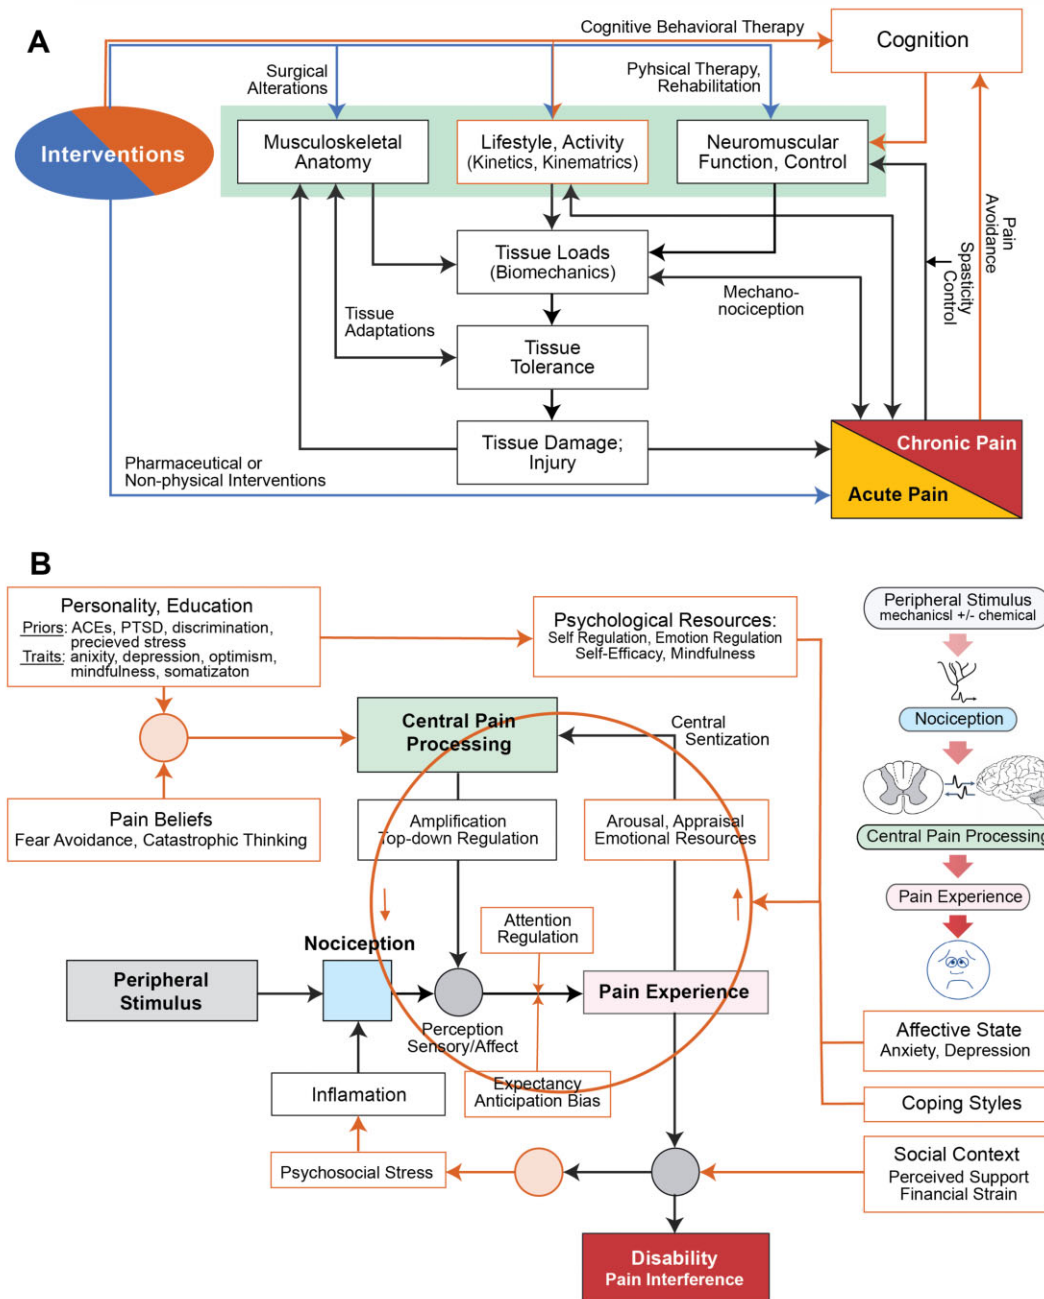 A
Cognitive Behavioral Therapy
Cognition
Surgical
Alterations
Pyhsical Therapy,
Rehabilitation
Interventions
Musculoskeletal
Anatomy
Lifestyle, Activity
(Kinetics, Kinematrics)
Neuromuscular
Function, Control
Pain
Avoidance
Spasticity
Control
Tissue Loads
(Biomechanics)
Mechano-
nociception
Tissue
Adaptations
Tissue
Tolerance
Tissue Damage;
Injury
Chronic Pain
Acute Pain
Pharmaceutical or
Non-physical Interventions
B
Personality, Education
Priors: ACEs, PTSD, discrimination,
precieved stress
Traits: anixity, depression, optimism,
mindfulness, somatizaton
Psychological Resources:
Self Regulation, Emotion Regulation
Self-Efficacy, Mindfulness
Peripheral Stimulus
mechanicsl +/- chemical
Nociception
Central Pain Processing
Pain Experience
Central Pain
Processing
Central
Sentization
Pain Beliefs
Fear Avoidance, Catastrophic Thinking
Amplification
Top-down Regulation
Arousal, Appraisal
Emotional Resources
Attention
Regulation
Nociception
Peripheral
Stimulus
Pain Experience
Perception
Sensory/Affect
Expectancy
Anticipation Bias
Inflamation
Affective State
Anxiety, Depression
Coping Styles
Psychosocial Stress
Social Context
Perceived Support
Financial Strain
Disability
Pain Interference